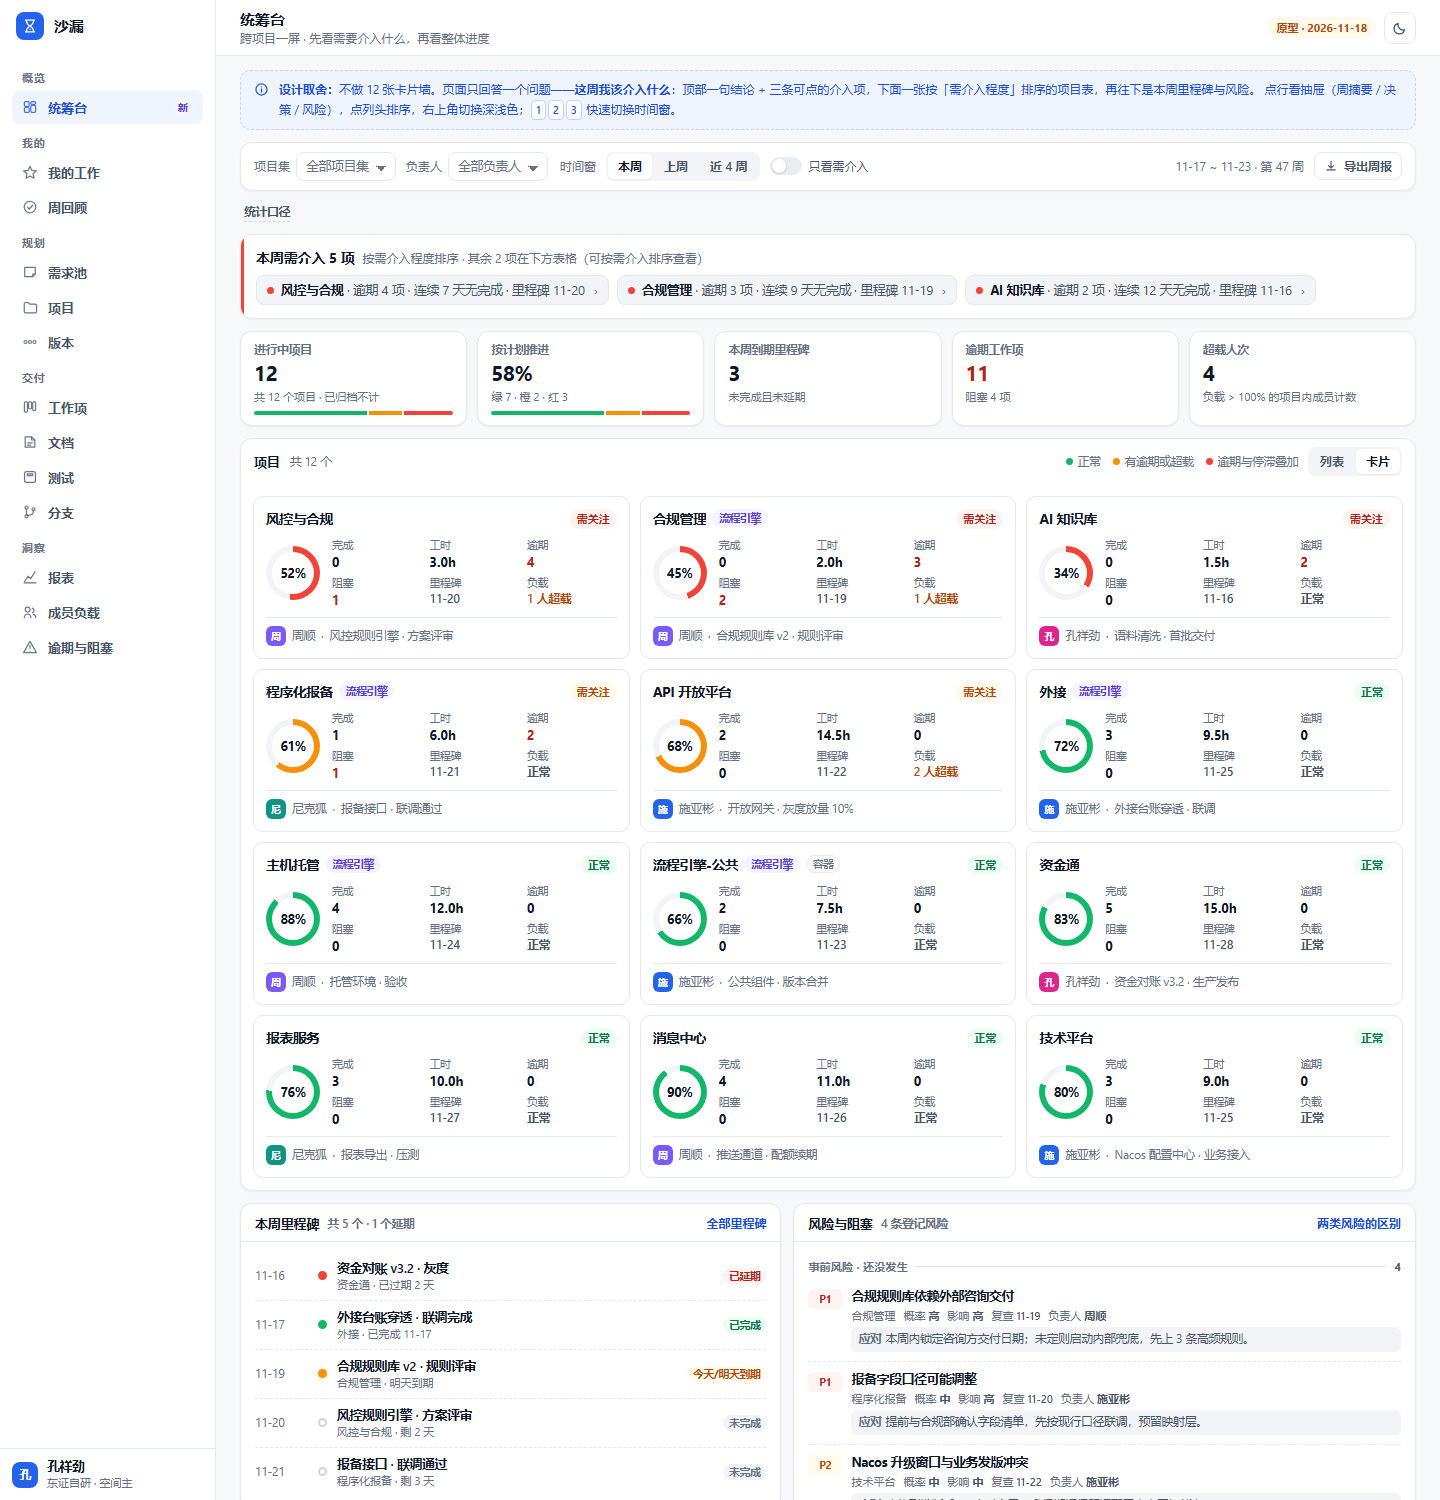 沙漏
概览
统筹台 新
我的
我的工作
周回顾
规划
需求池
项目
版本
交付
工作项
文档
测试
分支
洞察
报表
成员负载
逾期与阻塞
孔 孔祥劲
东证自研 · 空间主
统筹台
跨项目一屏 · 先看需要介入什么，再看整体进度
原型 · 2026-11-18
设计取舍：不做 12 张卡片墙。页面只回答一个问题——这周我该介入什么：顶部一句结论 + 三条可点的介入项，下面一张按「需介入程度」排序的项目表，再往下是本周里程碑与风险。 点行看抽屉（周摘要 / 决
策 / 风险），点列头排序，右上角切换深浅色； 1 2 3 快速切换时间窗。
项目集 全部项目集 负责人 全部负责人 时间窗 本周 上周 近 4 周 只看需介入 11-17 ~ 11-23 · 第 47 周 导出周报
统计口径
本周需介入 5 项 按需介入程度排序 · 其余 2 项在下方表格（可按需介入排序查看）
风控与合规 · 逾期 4 项 · 连续 7 天无完成 · 里程碑 11-20 ›
合规管理 · 逾期 3 项 · 连续 9 天无完成 · 里程碑 11-19 ›
AI 知识库 · 逾期 2 项 · 连续 12 天无完成 · 里程碑 11-16 ›
进行中项目
12
共 12 个项目 · 已归档不计
按计划推进
58%
绿 7 · 橙 2 · 红 3
本周到期里程碑
3
未完成且未延期
逾期工作项
11
阻塞 4 项
超载人次
4
负载 > 100% 的项目内成员计数
项目 共 12 个 正常 有逾期或超载 逾期与停滞叠加 列表 卡片
风控与合规 需关注
52%
完成 工时 逾期
0 3.0h 4
阻塞 里程碑 负载
1 11-20 1 人超载
周 周顺 · 风控规则引擎 · 方案评审
合规管理 流程引擎 需关注
45%
完成 工时 逾期
0 2.0h 3
阻塞 里程碑 负载
2 11-19 1 人超载
周 周顺 · 合规规则库 v2 · 规则评审
AI 知识库 需关注
34%
完成 工时 逾期
0 1.5h 2
阻塞 里程碑 负载
0 11-16 正常
孔 孔祥劲 · 语料清洗 · 首批交付
程序化报备 流程引擎 需关注
61%
完成 工时 逾期
1 6.0h 2
阻塞 里程碑 负载
1 11-21 正常
尼 尼克狐 · 报备接口 · 联调通过
API 开放平台 需关注
68%
完成 工时 逾期
2 14.5h 0
阻塞 里程碑 负载
0 11-22 2 人超载
施 施亚彬 · 开放网关 · 灰度放量 10%
外接 流程引擎 正常
72%
完成 工时 逾期
3 9.5h 0
阻塞 里程碑 负载
0 11-25 正常
施 施亚彬 · 外接台账穿透 · 联调
主机托管 流程引擎 正常
88%
完成 工时 逾期
4 12.0h 0
阻塞 里程碑 负载
0 11-24 正常
周 周顺 · 托管环境 · 验收
流程引擎-公共 流程引擎 容器 正常
66%
完成 工时 逾期
2 7.5h 0
阻塞 里程碑 负载
0 11-23 正常
施 施亚彬 · 公共组件 · 版本合并
资金通 正常
83%
完成 工时 逾期
5 15.0h 0
阻塞 里程碑 负载
0 11-28 正常
孔 孔祥劲 · 资金对账 v3.2 · 生产发布
报表服务 正常
76%
完成 工时 逾期
3 10.0h 0
阻塞 里程碑 负载
0 11-27 正常
尼 尼克狐 · 报表导出 · 压测
消息中心 正常
90%
完成 工时 逾期
4 11.0h 0
阻塞 里程碑 负载
0 11-26 正常
周 周顺 · 推送通道 · 配额续期
技术平台 正常
80%
完成 工时 逾期
3 9.0h 0
阻塞 里程碑 负载
0 11-25 正常
施 施亚彬 · Nacos 配置中心 · 业务接入
本周里程碑 共 5 个 · 1 个延期 全部里程碑
11-16 资金对账 v3.2 · 灰度 已延期
资金通 · 已过期 2 天
11-17 外接台账穿透 · 联调完成 已完成
外接 · 已完成 11-17
11-19 合规规则库 v2 · 规则评审 今天/明天到期
合规管理 · 明天到期
11-20 风控规则引擎 · 方案评审 未完成
风控与合规 · 剩 2 天
11-21 报备接口 · 联调通过 未完成
程序化报备 · 剩 3 天
风险与阻塞 4 条登记风险 两类风险的区别
事前风险 · 还没发生 4
P1 合规规则库依赖外部咨询交付
合规管理 概率 高 影响 高 复查 11-19 负责人 周顺
应对 本周内锁定咨询方交付日期；未定则启动内部兜底，先上 3 条高频规则。
P1 报备字段口径可能调整
程序化报备 概率 中 影响 高 复查 11-20 负责人 施亚彬
应对 提前与合规部确认字段清单，先按现行口径联调，预留映射层。
P2 Nacos 升级窗口与业务发版冲突
技术平台 概率 中 影响 中 复查 11-22 负责人 施亚彬